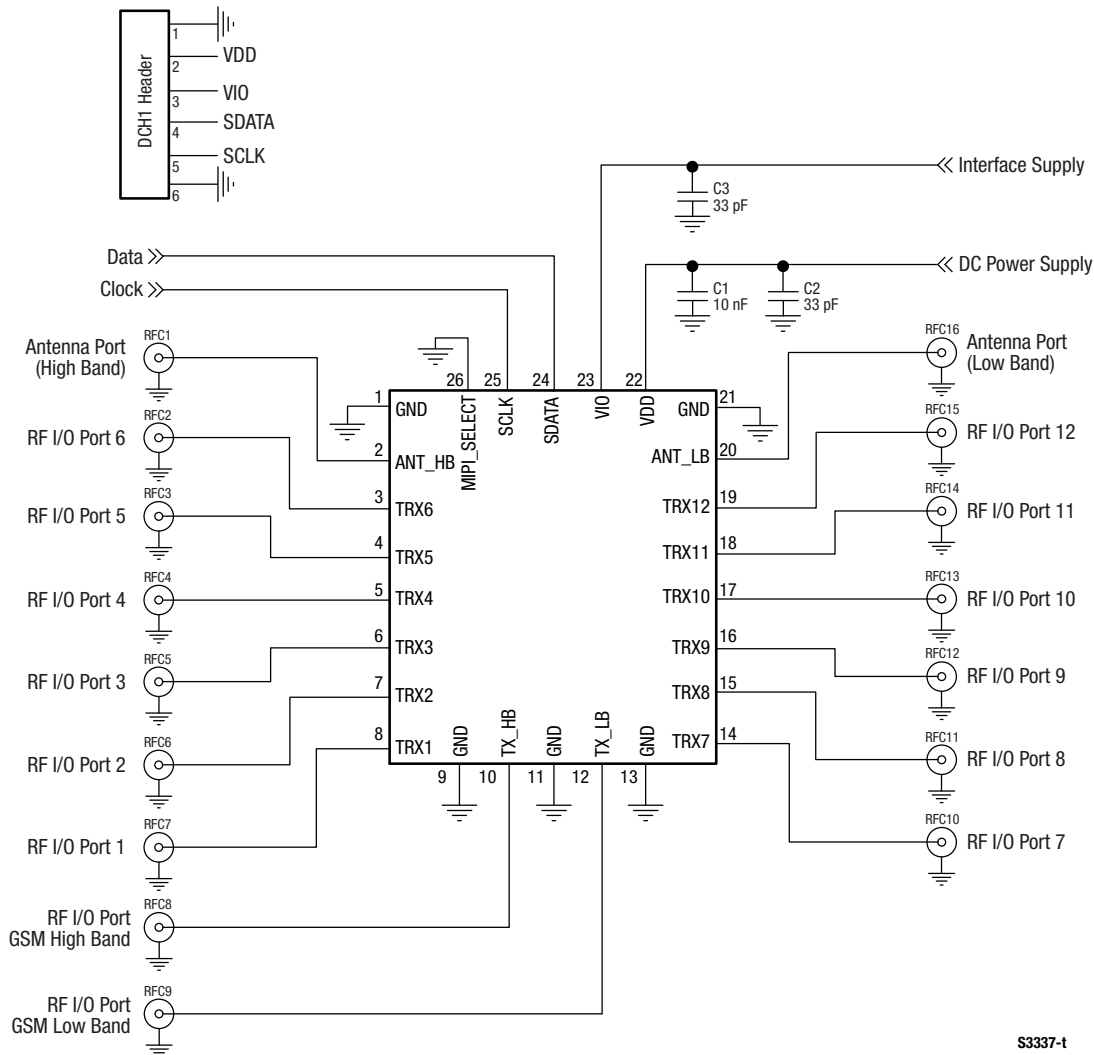 DCH1 Header
1
2
VDD
3
VIO
4
SDATA
5
SCLK
6
Interface Supply
C3
33 pF
Data
DC Power Supply
Clock
C1
10 nF
C2
33 pF
RFC1
Antenna Port
(High Band)
RFC16
Antenna Port
(Low Band)
26
25
24
23
22
MIPI_SELECT
SCLK
SDATA
VIO
VDD
1
GND
21
GND
RFC2
RF I/O Port 6
RFC15
RF I/O Port 12
2
ANT_HB
20
ANT_LB
RFC3
RF I/O Port 5
RFC14
RF I/O Port 11
3
TRX6
19
TRX12
4
TRX5
18
TRX11
RFC4
RF I/O Port 4
5
TRX4
17
TRX10
RFC13
RF I/O Port 10
RFC5
RF I/O Port 3
6
TRX3
16
TRX9
RFC12
RF I/O Port 9
7
TRX2
15
TRX8
RFC6
RF I/O Port 2
8
TRX1
14
TRX7
RFC11
RF I/O Port 8
GND
TX_HB
GND
TX_LB
GND
9
10
11
12
13
RFC7
RF I/O Port 1
RFC10
RF I/O Port 7
RFC8
RF I/O Port
GSM High Band
RFC9
RF I/O Port
GSM Low Band
S3337-t